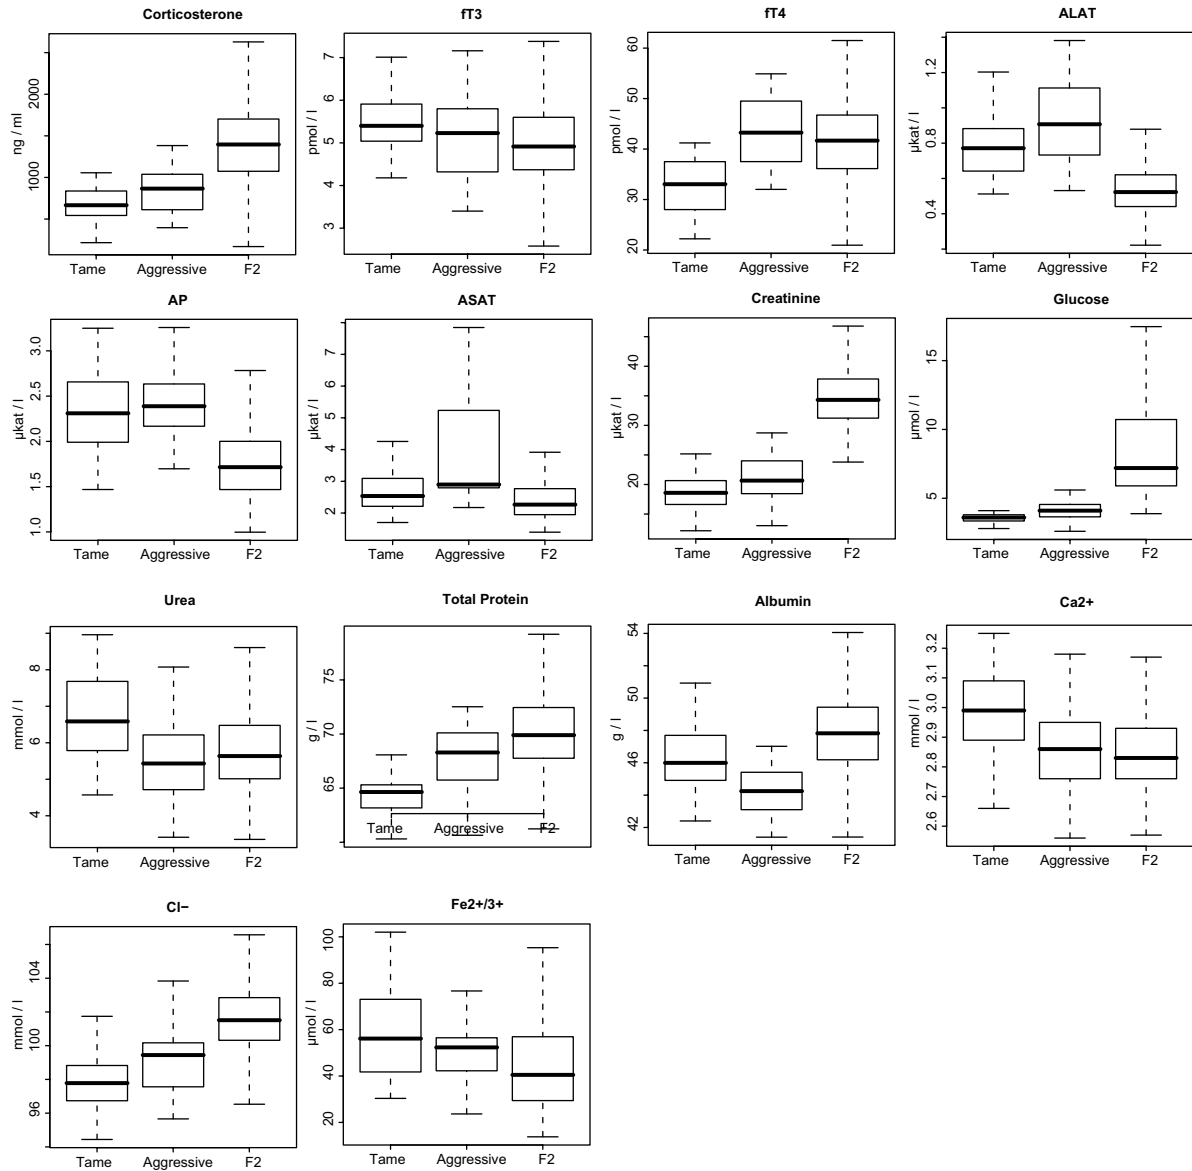 Corticosterone
ng / ml
1000
2000
Tame Aggressive F2
fT3
pmol / l
3
4
5
6
7
Tame Aggressive F2
fT4
pmol / l
20
30
40
50
60
Tame Aggressive F2
ALAT
µkat / l
0.4
0.8
1.2
Tame Aggressive F2
AP
µkat / l
1.0
1.5
2.0
2.5
3.0
Tame Aggressive F2
ASAT
µkat / l
2
3
4
5
6
7
8
Tame Aggressive F2
Creatinine
µkat / l
20
30
40
Tame Aggressive F2
Glucose
µmol / l
5
10
15
Tame Aggressive F2
Urea
mmol / l
4
6
8
Tame Aggressive F2
Total Protein
g / l
65
70
75
Tame Aggressive F2
Albumin
g / l
42
46
50
54
Tame Aggressive F2
Ca2+
mmol / l
2.6
2.7
2.8
2.9
3.0
3.1
3.2
Tame Aggressive F2
Cl−
mmol / l
96
100
104
Tame Aggressive F2
Fe2+/3+
µmol / l
20
40
60
80
100
Tame Aggressive F2